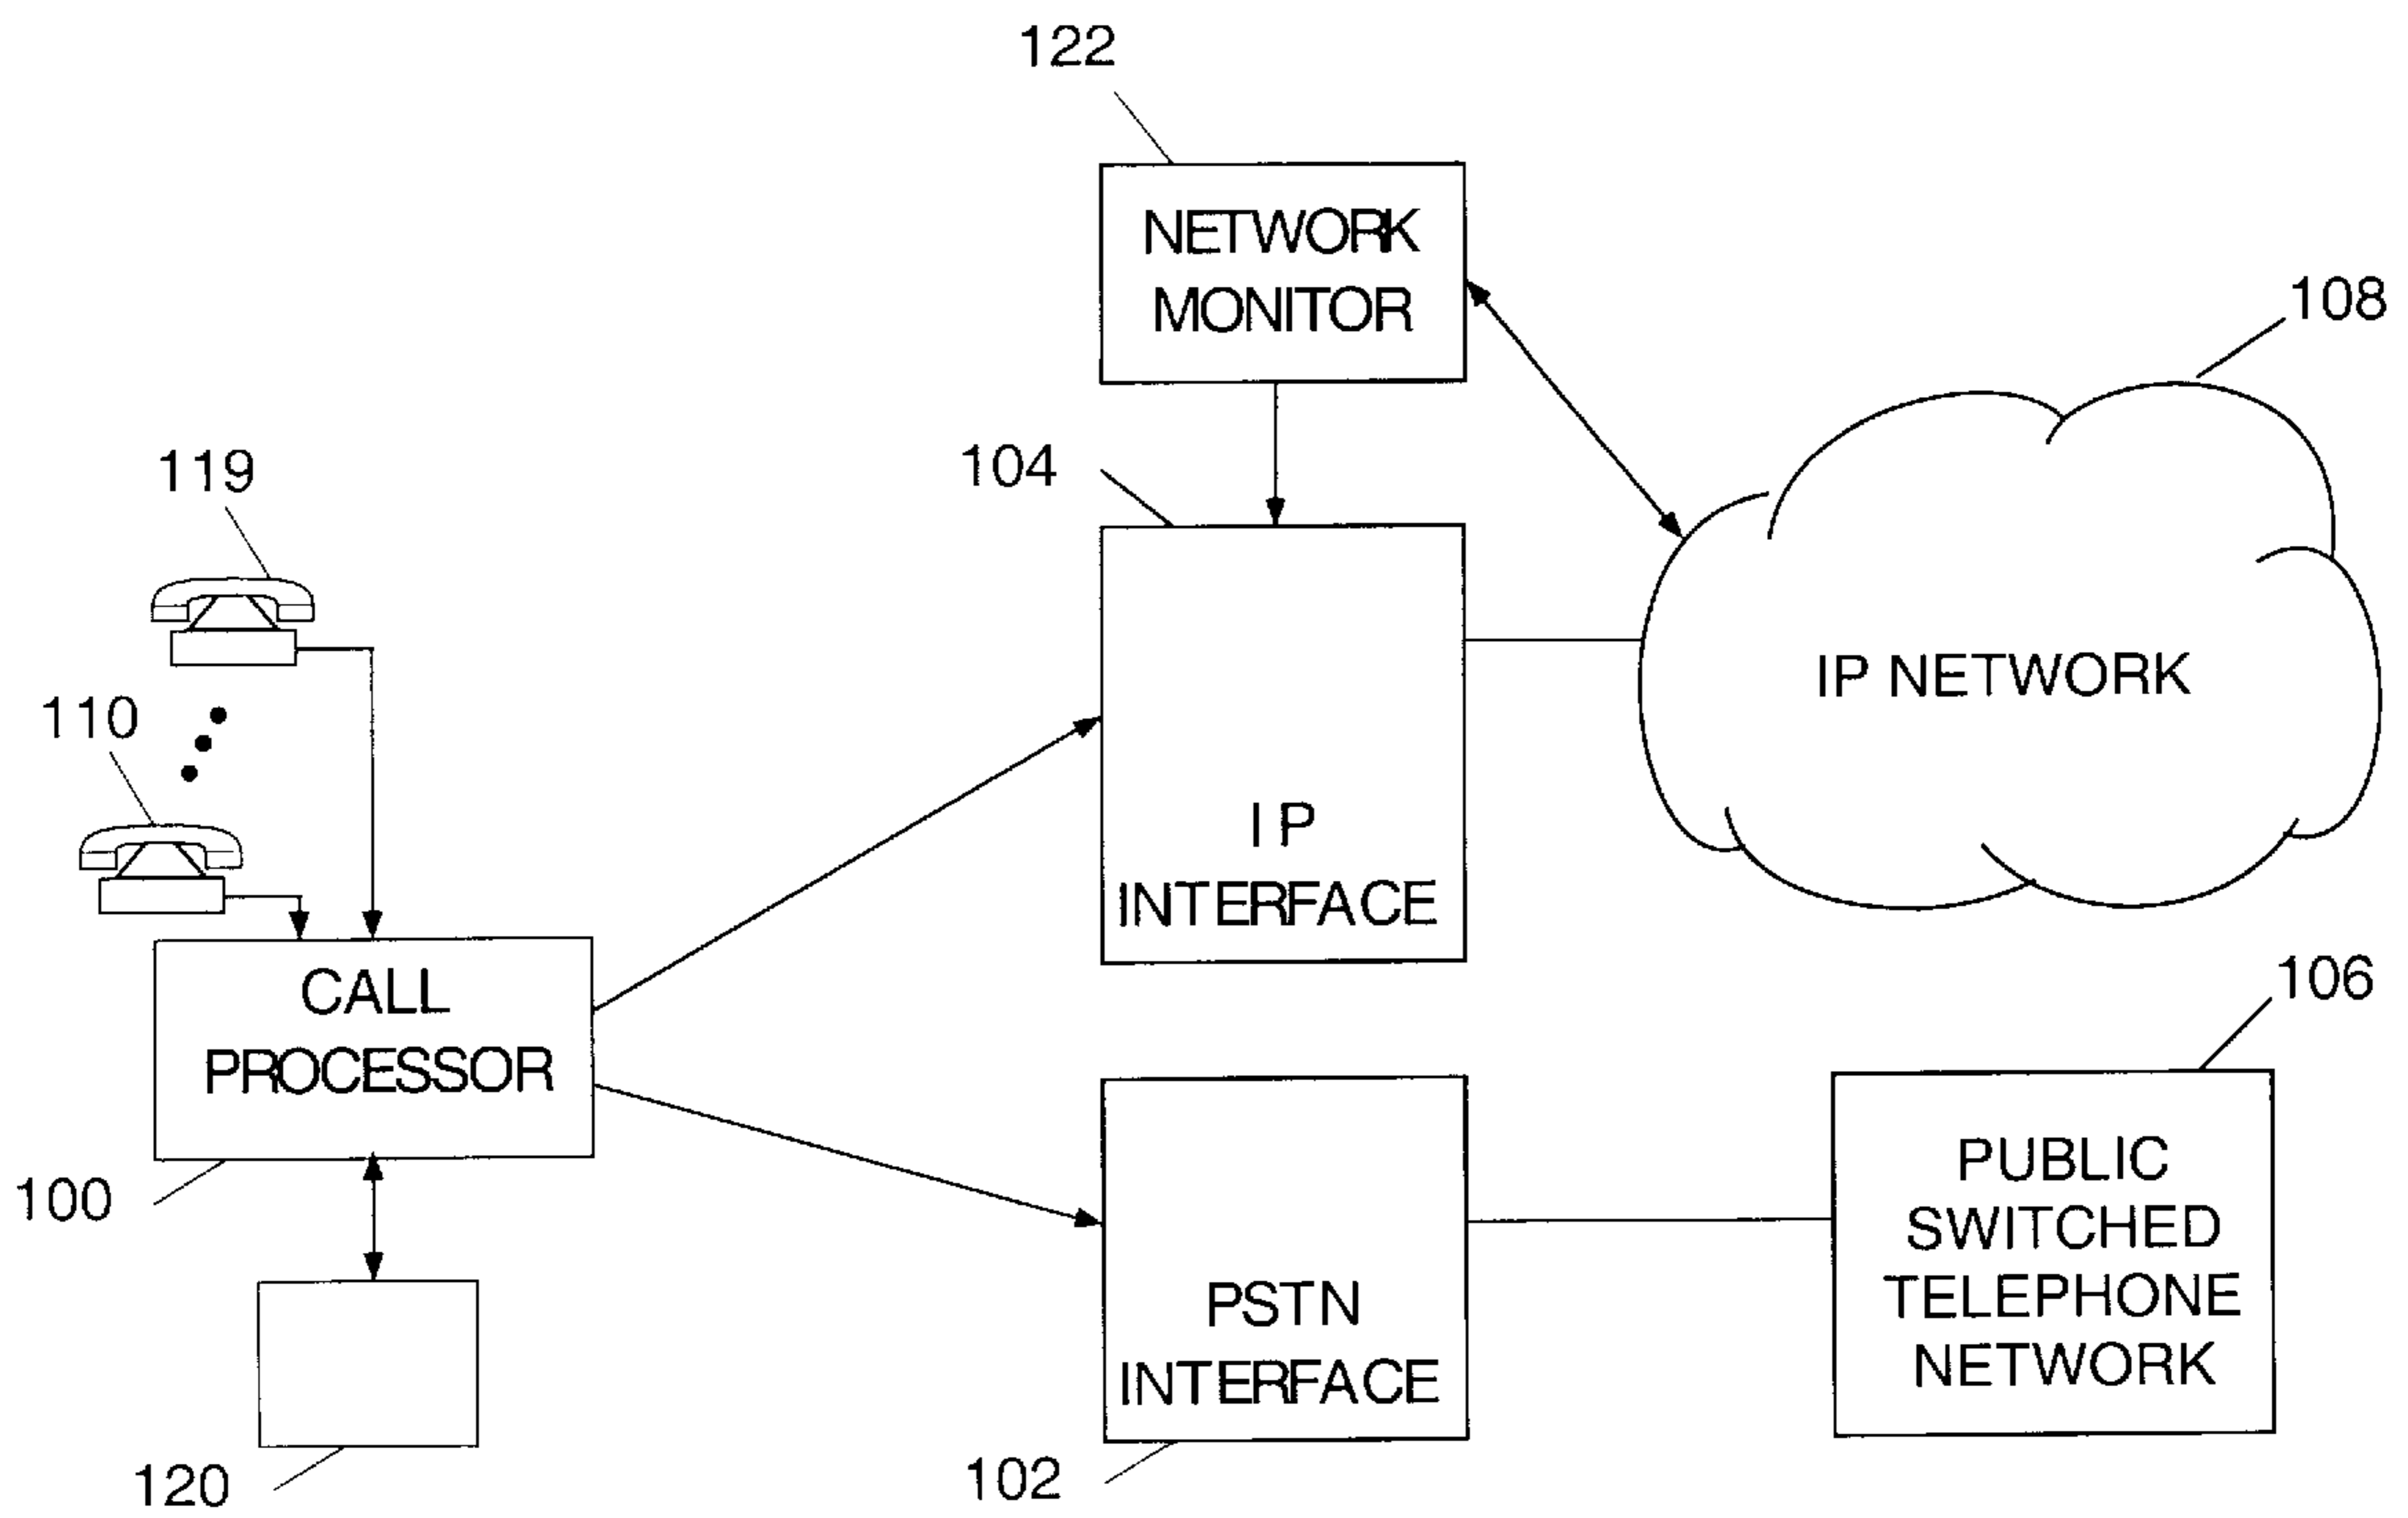 122
NETWORK
MONITOR
108
104
119
IP NETWORK
110
I P
INTERFACE
CALL
PROCESSOR
106
100
PUBLIC
SWITCHED
TELEPHONE
NETWORK
PSTN
INTERFACE
120
102